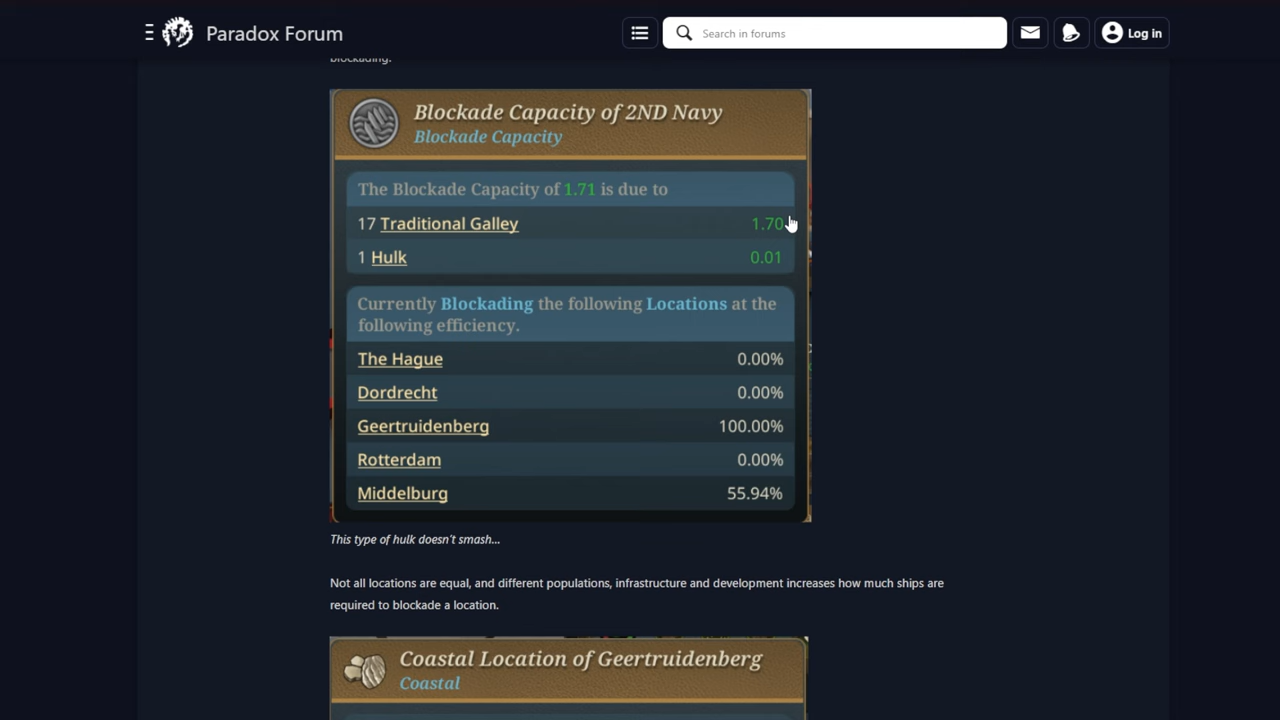 Paradox Forum
Search in forums
Log in
blockading.
Blockade Capacity of 2ND Navy
Blockade Capacity
The Blockade Capacity of 1.71 is due to
17 Traditional Galley 1.70
1 Hulk 0.01
Currently Blockading the following Locations at the
following efficiency.
The Hague 0.00%
Dordrecht 0.00%
Geertruidenberg 100.00%
Rotterdam 0.00%
Middelburg 55.94%
This type of hulk doesn't smash...
Not all locations are equal, and different populations, infrastructure and development increases how much ships are
required to blockade a location.
Coastal Location of Geertruidenberg
Coastal